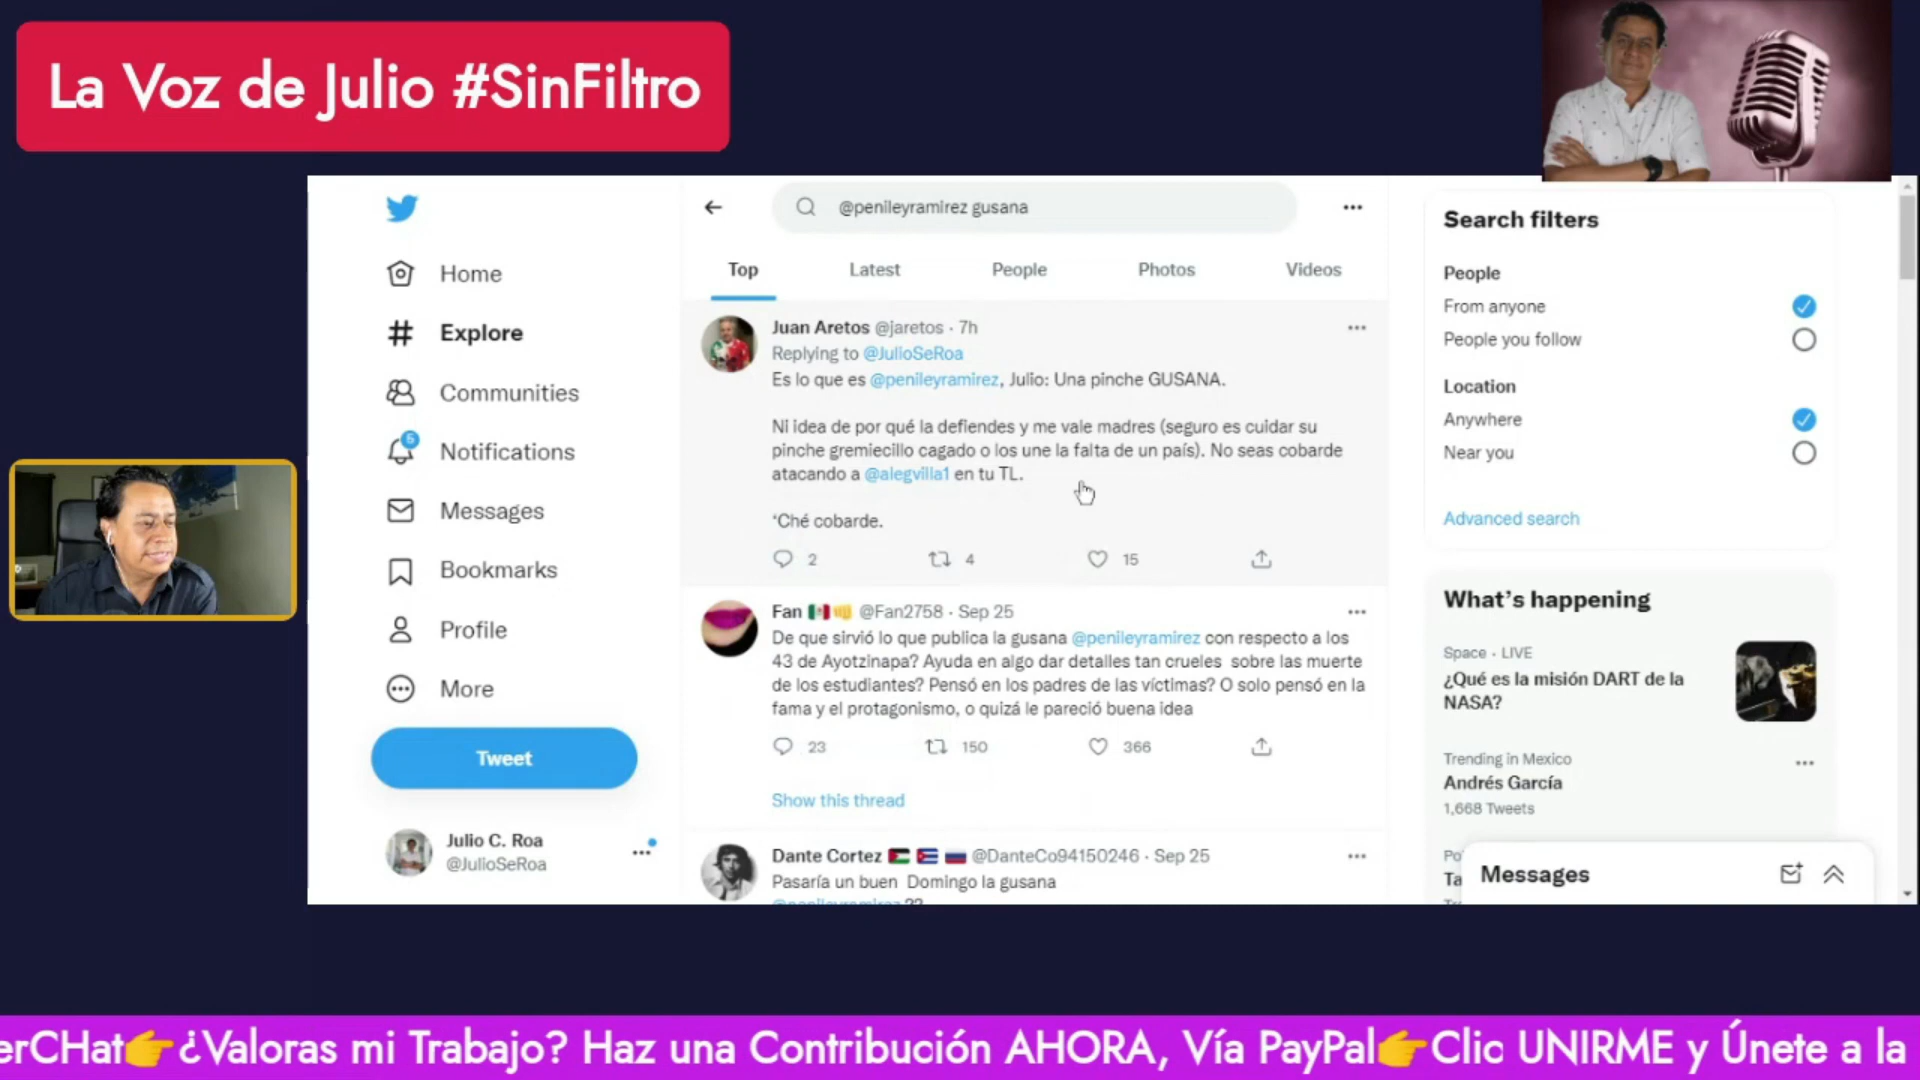 La Voz de Julio #SinFiltro
@penileyramirez gusana
Top
Latest
People
Photos
Videos
Home
Explore
Communities
5
Notifications
Messages
Bookmarks
Profile
More
Tweet
Julio C. Roa
@JulioSeRoa
Juan Aretos @jaretos · 7h
Replying to @JulioSeRoa
Es lo que es @penileyramirez, Julio: Una pinche GUSANA.
Ni idea de por qué la defiendes y me vale madres (seguro es cuidar su
pinche gremiecillo cagado o los une la falta de un país). No seas cobarde
atacando a @alegvilla1 en tu TL.
'Ché cobarde.
2
4
15
Fan @Fan2758 · Sep 25
De que sirvió lo que publica la gusana @penileyramirez con respecto a los
43 de Ayotzinapa? Ayuda en algo dar detalles tan crueles sobre las muerte
de los estudiantes? Pensó en los padres de las víctimas? O solo pensó en la
fama y el protagonismo, o quizá le pareció buena idea
23
150
366
Show this thread
Dante Cortez @DanteCo94150246 · Sep 25
Pasaría un buen Domingo la gusana
@penileyramirez ??
Search filters
People
From anyone
People you follow
Location
Anywhere
Near you
Advanced search
What's happening
Space · LIVE
¿Qué es la misión DART de la
NASA?
Trending in Mexico
Andrés García
1,668 Tweets
Po
Ta
Tr
Messages
erCHat👉¿Valoras mi Trabajo? Haz una Contribución AHORA, Vía PayPal👉Clic UNIRME y Únete a la